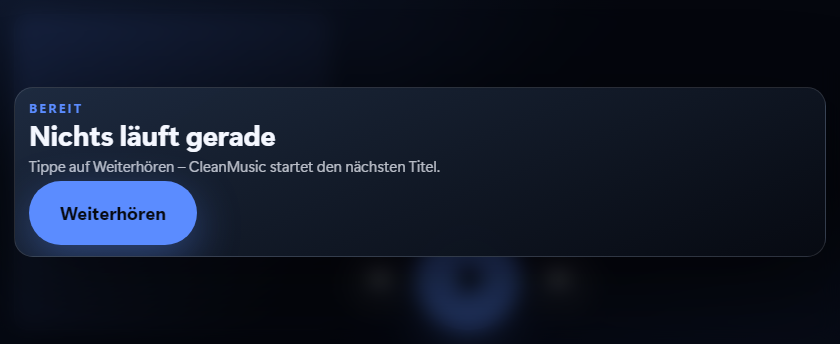 BEREIT
Nichts läuft gerade
Tippe auf Weiterhören – CleanMusic startet den nächsten Titel.
Weiterhören